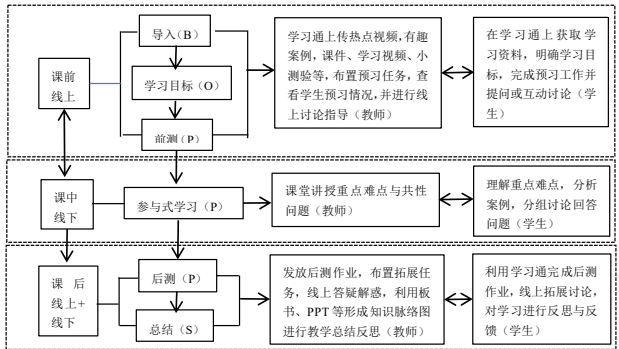 导入（B）
学习目标（O）
前测（P）
课前
线上
学习通上传热点视频，有趣
案例，课件、学习视频、小
测验等，布置预习任务，查
看学生预习情况，并进行线
上讨论指导（教师）
在学习通上获取学
习资料，明确学习目
标，完成预习工作并
提问或互动讨论（学
生）
课中
线下
参与式学习（P）
课堂讲授重点难点与共性
问题（教师）
理解重点难点，分析
案例，分组讨论回答
问题（学生）
课 后
线上+
线下
后测（P）
总结（S）
发放后测作业，布置拓展任
务，线上答疑解惑，利用板
书、PPT 等形成知识脉络图
进行教学总结反思（教师）
利用学习通完成后测
作业，线上拓展讨论，
对学习进行反思与反
馈（学生）